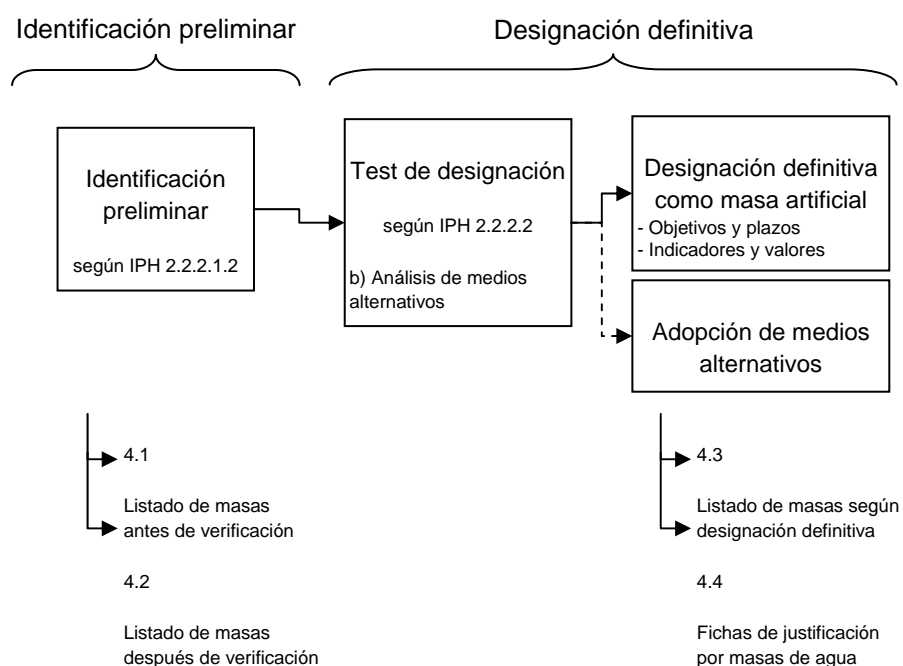 Identificación preliminar
Designación definitiva
Identificación
preliminar
según IPH 2.2.2.1.2
Test de designación
según IPH 2.2.2.2
b) Análisis de medios
alternativos
Designación definitiva
como masa artificial
- Objetivos y plazos
- Indicadores y valores
Adopción de medios
alternativos
4.1
Listado de masas
antes de verificación
4.2
Listado de masas
después de verificación
4.3
Listado de masas según
designación definitiva
4.4
Fichas de justificación
por masas de agua